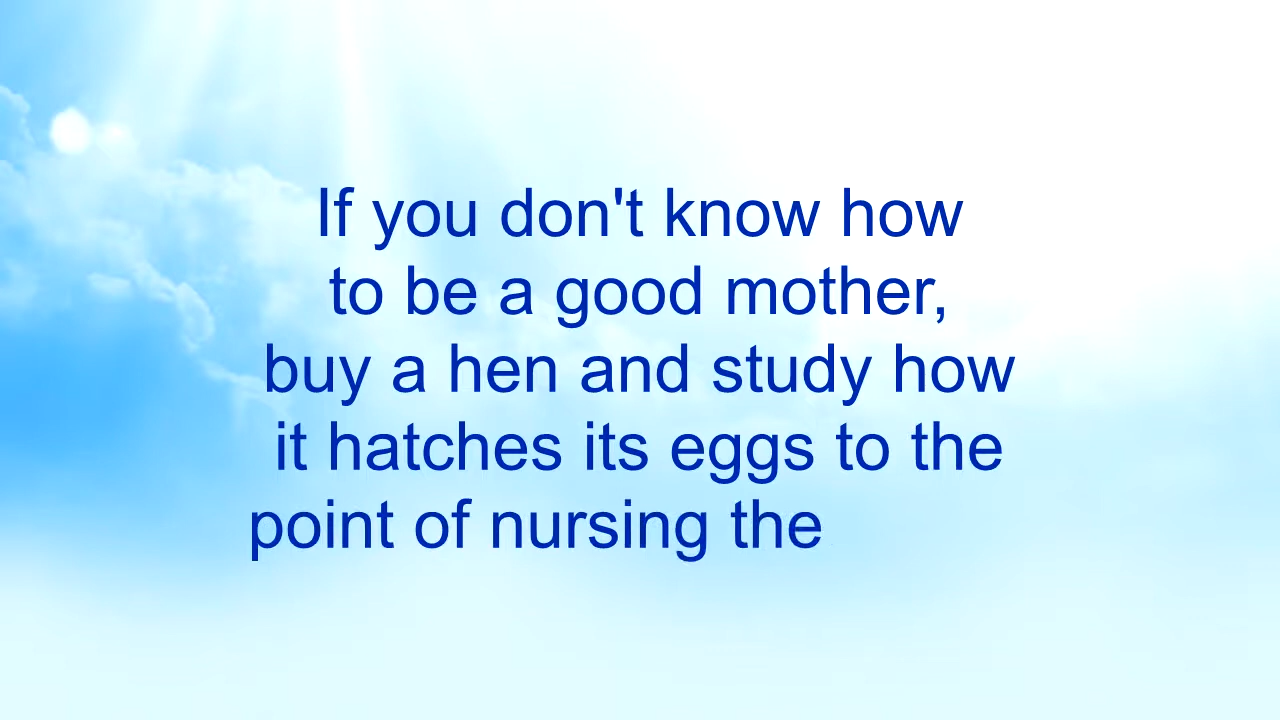 If you don't know how
to be a good mother,
buy a hen and study how
it hatches its eggs to the
point of nursing the